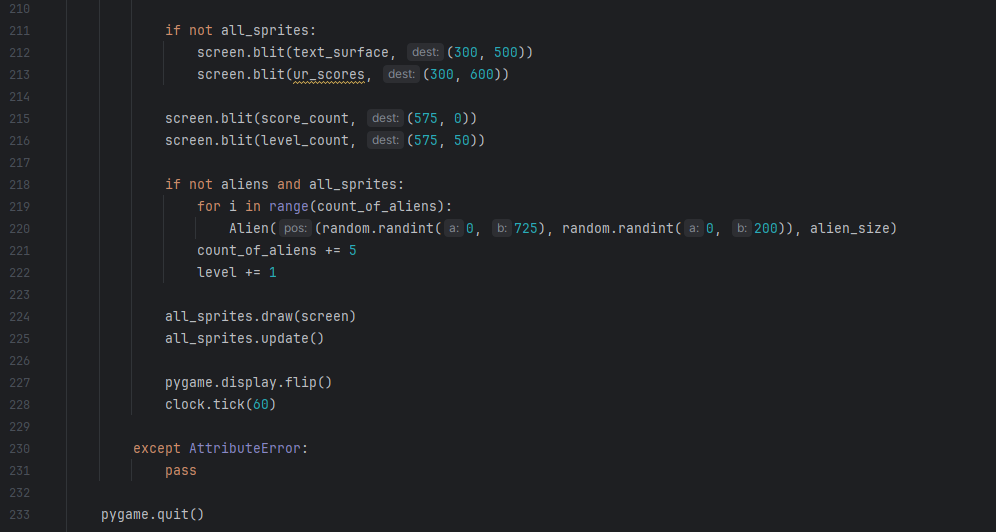 210
211 if not all_sprites:
212 screen.blit(text_surface, dest: (300, 500))
213 screen.blit(ur_scores, dest: (300, 600))
214
215 screen.blit(score_count, dest: (575, 0))
216 screen.blit(level_count, dest: (575, 50))
217
218 if not aliens and all_sprites:
219 for i in range(count_of_aliens):
220 Alien( pos: (random.randint( a: 0, b: 725), random.randint( a: 0, b: 200)), alien_size)
221 count_of_aliens += 5
222 level += 1
223
224 all_sprites.draw(screen)
225 all_sprites.update()
226
227 pygame.display.flip()
228 clock.tick(60)
229
230 except AttributeError:
231 pass
232
233 pygame.quit()